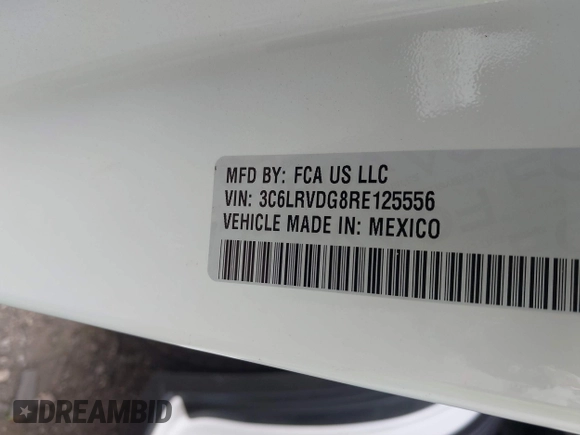 MFD BY: FCA US LLC
VIN: 3C6LRVDG8RE125556
VEHICLE MADE IN: MEXICO
DREAMBID